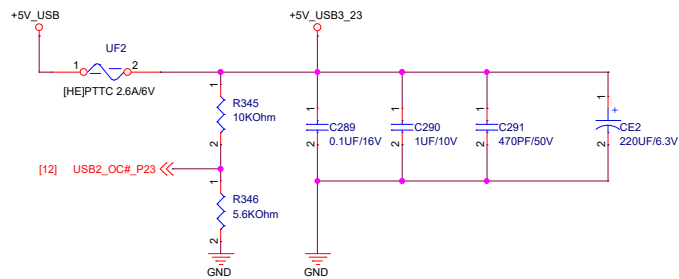 +5V_USB
+5V_USB3_23
UF2
1
2
[HE]PTTC 2.6A/6V
1
R345
10KOhm
2
1
C289
0.1UF/16V
2
1
C290
1UF/10V
2
1
C291
470PF/50V
2
1
+
CE2
220UF/6.3V
2
[12] USB2_OC#_P23
1
R346
5.6KOhm
2
GND
GND